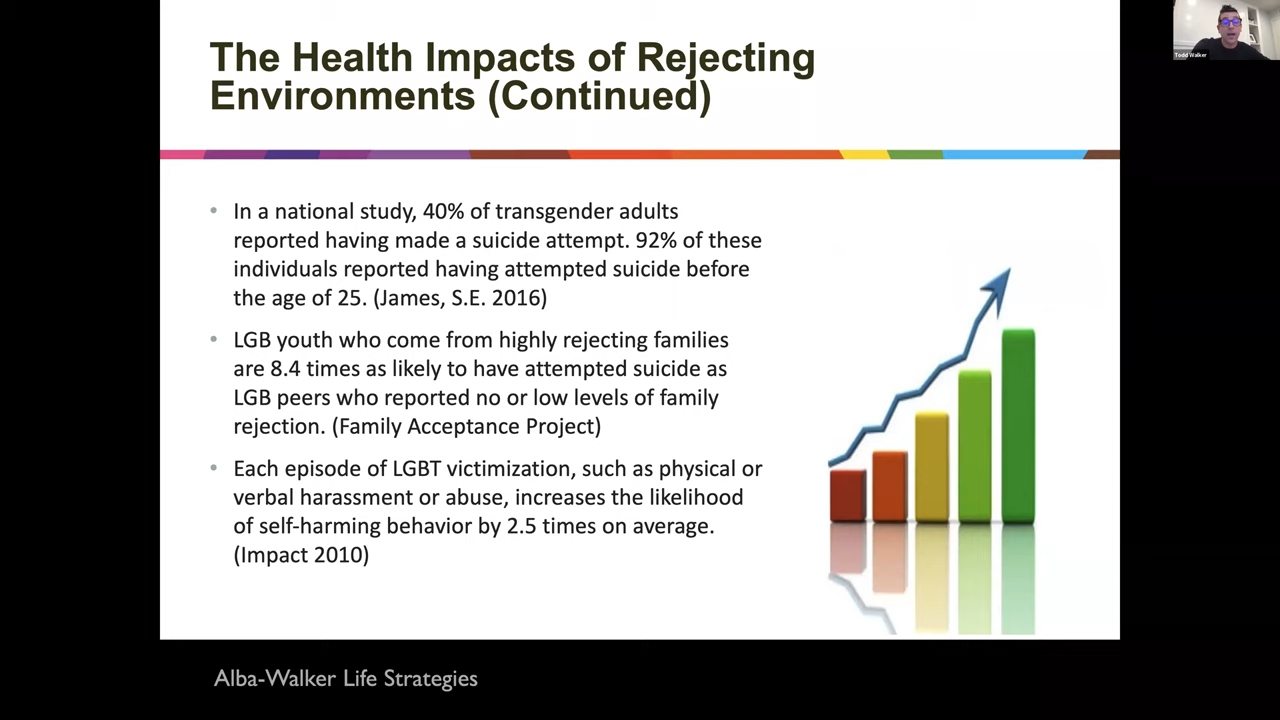 The Health Impacts of Rejecting
Environments (Continued)
Todd Walker
• In a national study, 40% of transgender adults
reported having made a suicide attempt. 92% of these
individuals reported having attempted suicide before
the age of 25. (James, S.E. 2016)
• LGB youth who come from highly rejecting families
are 8.4 times as likely to have attempted suicide as
LGB peers who reported no or low levels of family
rejection. (Family Acceptance Project)
• Each episode of LGBT victimization, such as physical or
verbal harassment or abuse, increases the likelihood
of self-harming behavior by 2.5 times on average.
(Impact 2010)
Alba-Walker Life Strategies